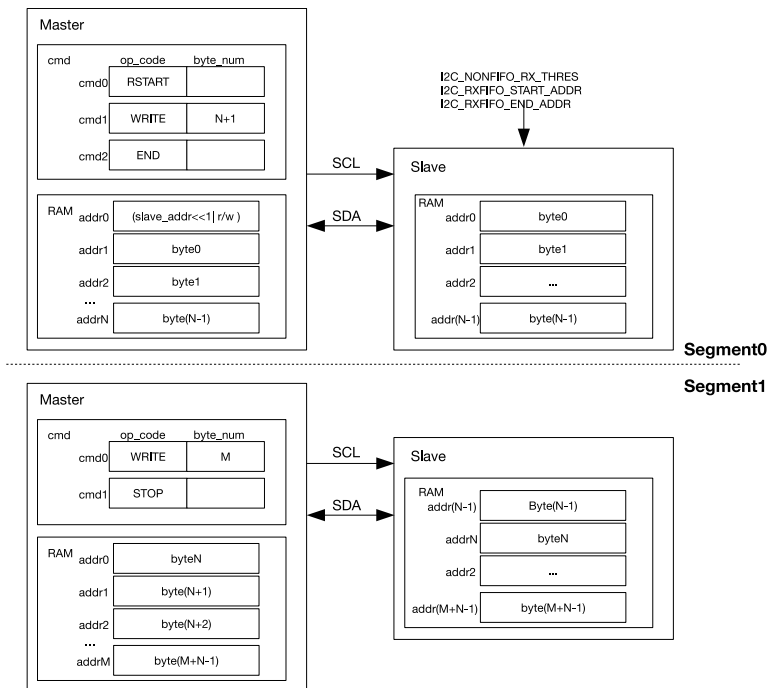 Master
cmd op_code byte_num
cmd0 RSTART
cmd1 WRITE N+1
cmd2 END
RAM
addr0 (slave_addr<<1| r/w )
addr1 byte0
addr2 byte1
...
addrN byte(N-1)
SCL
SDA
I2C_NONFIFO_RX_THRES
I2C_RXFIFO_START_ADDR
I2C_RXFIFO_END_ADDR
Slave
RAM
addr0 byte0
addr1 byte1
addr2 ...
addr(N-1) byte(N-1)
Segment0
Segment1
Master
cmd op_code byte_num
cmd0 WRITE M
cmd1 STOP
RAM
addr0 byteN
addr1 byte(N+1)
addr2 byte(N+2)
...
addrM byte(M+N-1)
SCL
SDA
Slave
RAM
addr(N-1) Byte(N-1)
addrN byteN
addr2 ...
addr(M+N-1) byte(M+N-1)